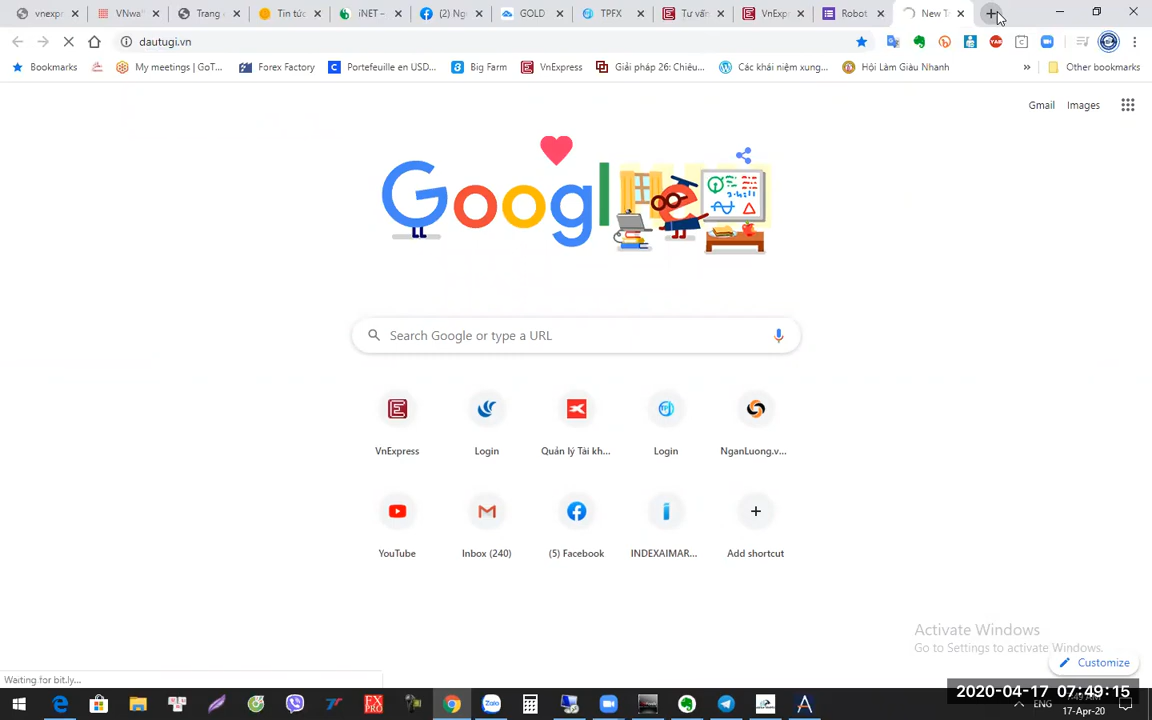 vnexpr
VNwal
Trang
Tin tức
iNET –
(2) Ng
GOLD
TPFX
Tư vấn
VnExp
Robot
New T
dautugi.vn
Bookmarks
My meetings | GoT...
Forex Factory
Portefeuille en USD...
Big Farm
VnExpress
Giải pháp 26: Chiêu...
Các khái niệm xung...
Hội Làm Giàu Nhanh
»
Other bookmarks
Gmail
Images
Google
Search Google or type a URL
VnExpress
Login
Quản lý Tài kh...
Login
NganLuong.v...
YouTube
Inbox (240)
(5) Facebook
INDEXAIMAR...
Add shortcut
Activate Windows
Go to Settings to activate Windows.
Customize
Waiting for bit.ly...
2020-04-17 07:49:15
ENG
17-Apr-20